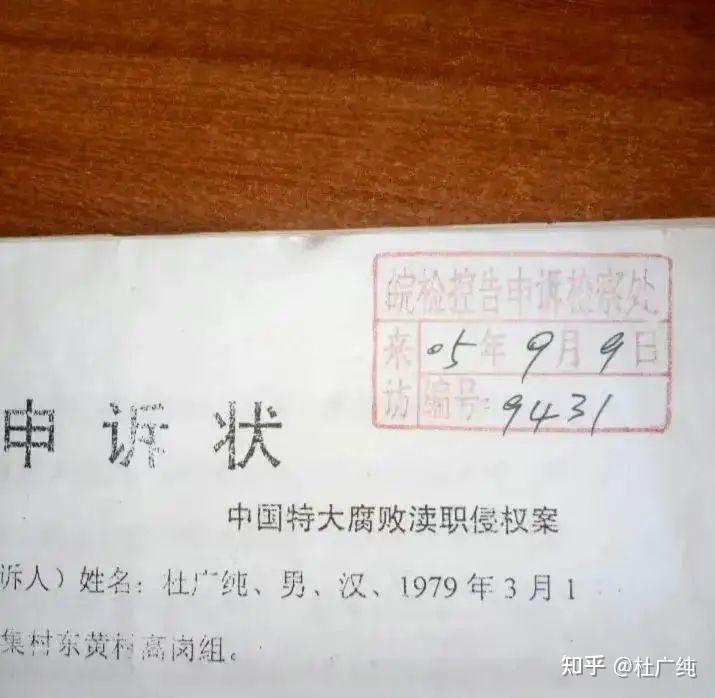 皖检控告申诉检察处
来访 05年9月9日
编号:9431
申诉状
中国特大腐败渎职侵权案
诉人）姓名：杜广纯、男、汉、1979年3月1
集村东黄村高岗组。
知乎 @杜广纯